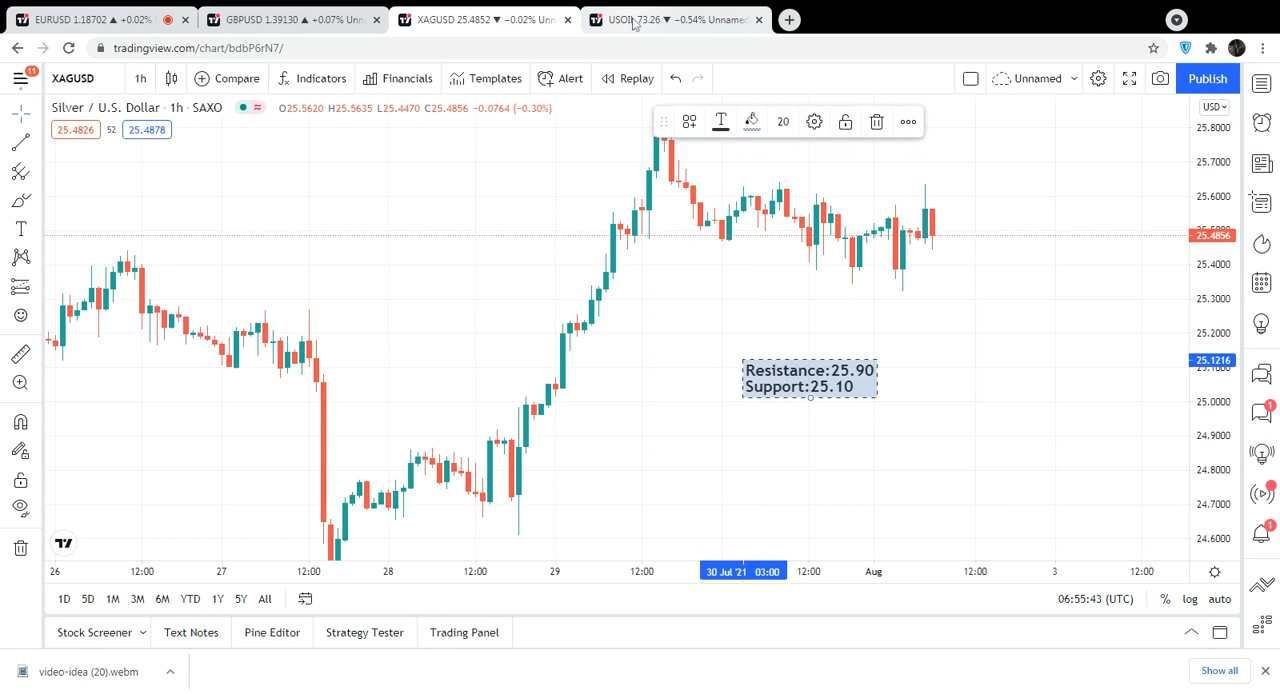 EURUSD 1.18702 ▲ +0.02%
GBPUSD 1.39130 ▲ +0.07% Unn
XAGUSD 25.4852 ▼ −0.02% Unn
USOIL 73.26 ▼ −0.54% Unnamed
tradingview.com/chart/bdbP6rN7/
11
XAGUSD
1h
Compare
Indicators
Financials
Templates
Alert
Replay
Unnamed
Publish
Silver / U.S. Dollar · 1h · SAXO
O25.5620 H25.5635 L25.4470 C25.4856 −0.0764 (−0.30%)
25.4826
52
25.4878
T
20
USD
25.8000
25.7000
25.6000
25.4856
25.4000
25.3000
25.2000
25.1216
25.0000
24.9000
24.8000
24.7000
24.6000
Resistance:25.90
Support:25.10
26
12:00
27
12:00
28
12:00
29
12:00
30 Jul '21 03:00
12:00
Aug
12:00
3
12:00
1D
5D
1M
3M
6M
YTD
1Y
5Y
All
06:55:43 (UTC)
%
log
auto
Stock Screener
Text Notes
Pine Editor
Strategy Tester
Trading Panel
1
1
video-idea (20).webm
Show all